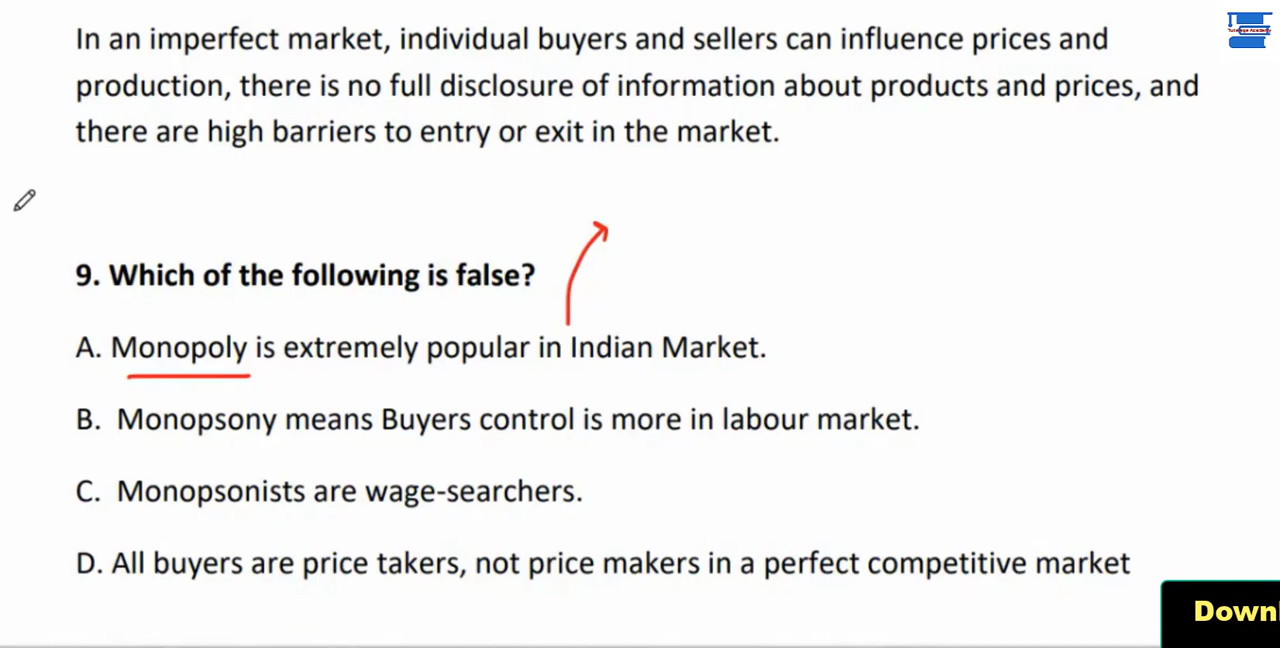 In an imperfect market, individual buyers and sellers can influence prices and
production, there is no full disclosure of information about products and prices, and
there are high barriers to entry or exit in the market.
9. Which of the following is false?
A. Monopoly is extremely popular in Indian Market.
B. Monopsony means Buyers control is more in labour market.
C. Monopsonists are wage-searchers.
D. All buyers are price takers, not price makers in a perfect competitive market